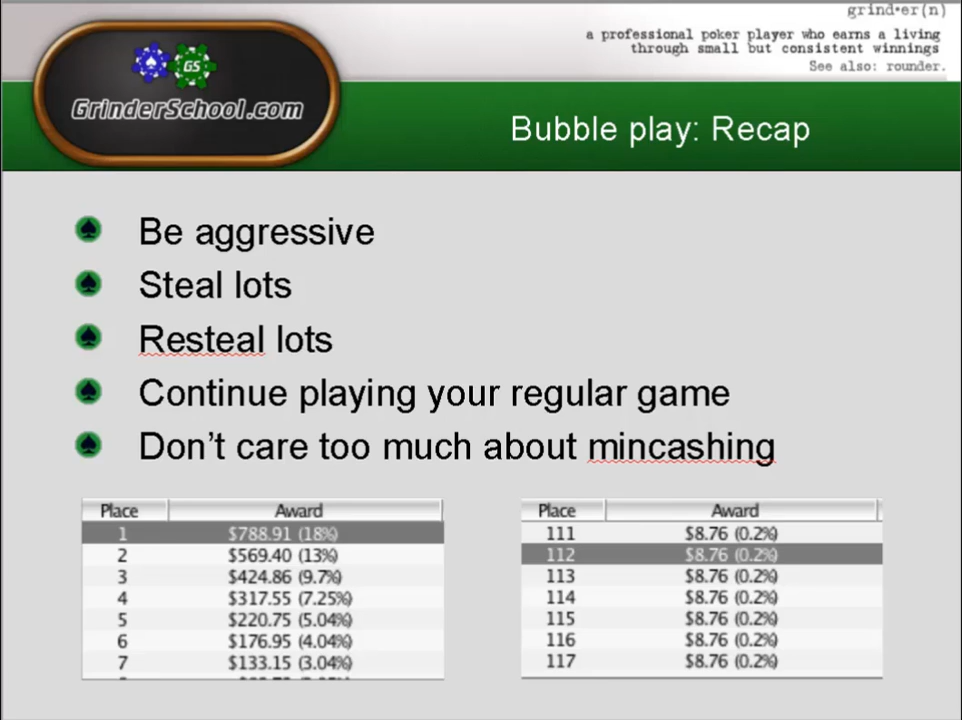 grind•er(n)
a professional poker player who earns a living
through small but consistent winnings
See also: rounder.
GS
GrinderSchool.com
Bubble play: Recap
Be aggressive
Steal lots
Resteal lots
Continue playing your regular game
Don't care too much about mincashing
Place Award
1 $788.91 (18%)
2 $569.40 (13%)
3 $424.86 (9.7%)
4 $317.55 (7.25%)
5 $220.75 (5.04%)
6 $176.95 (4.04%)
7 $133.15 (3.04%)
Place Award
111 $8.76 (0.2%)
112 $8.76 (0.2%)
113 $8.76 (0.2%)
114 $8.76 (0.2%)
115 $8.76 (0.2%)
116 $8.76 (0.2%)
117 $8.76 (0.2%)